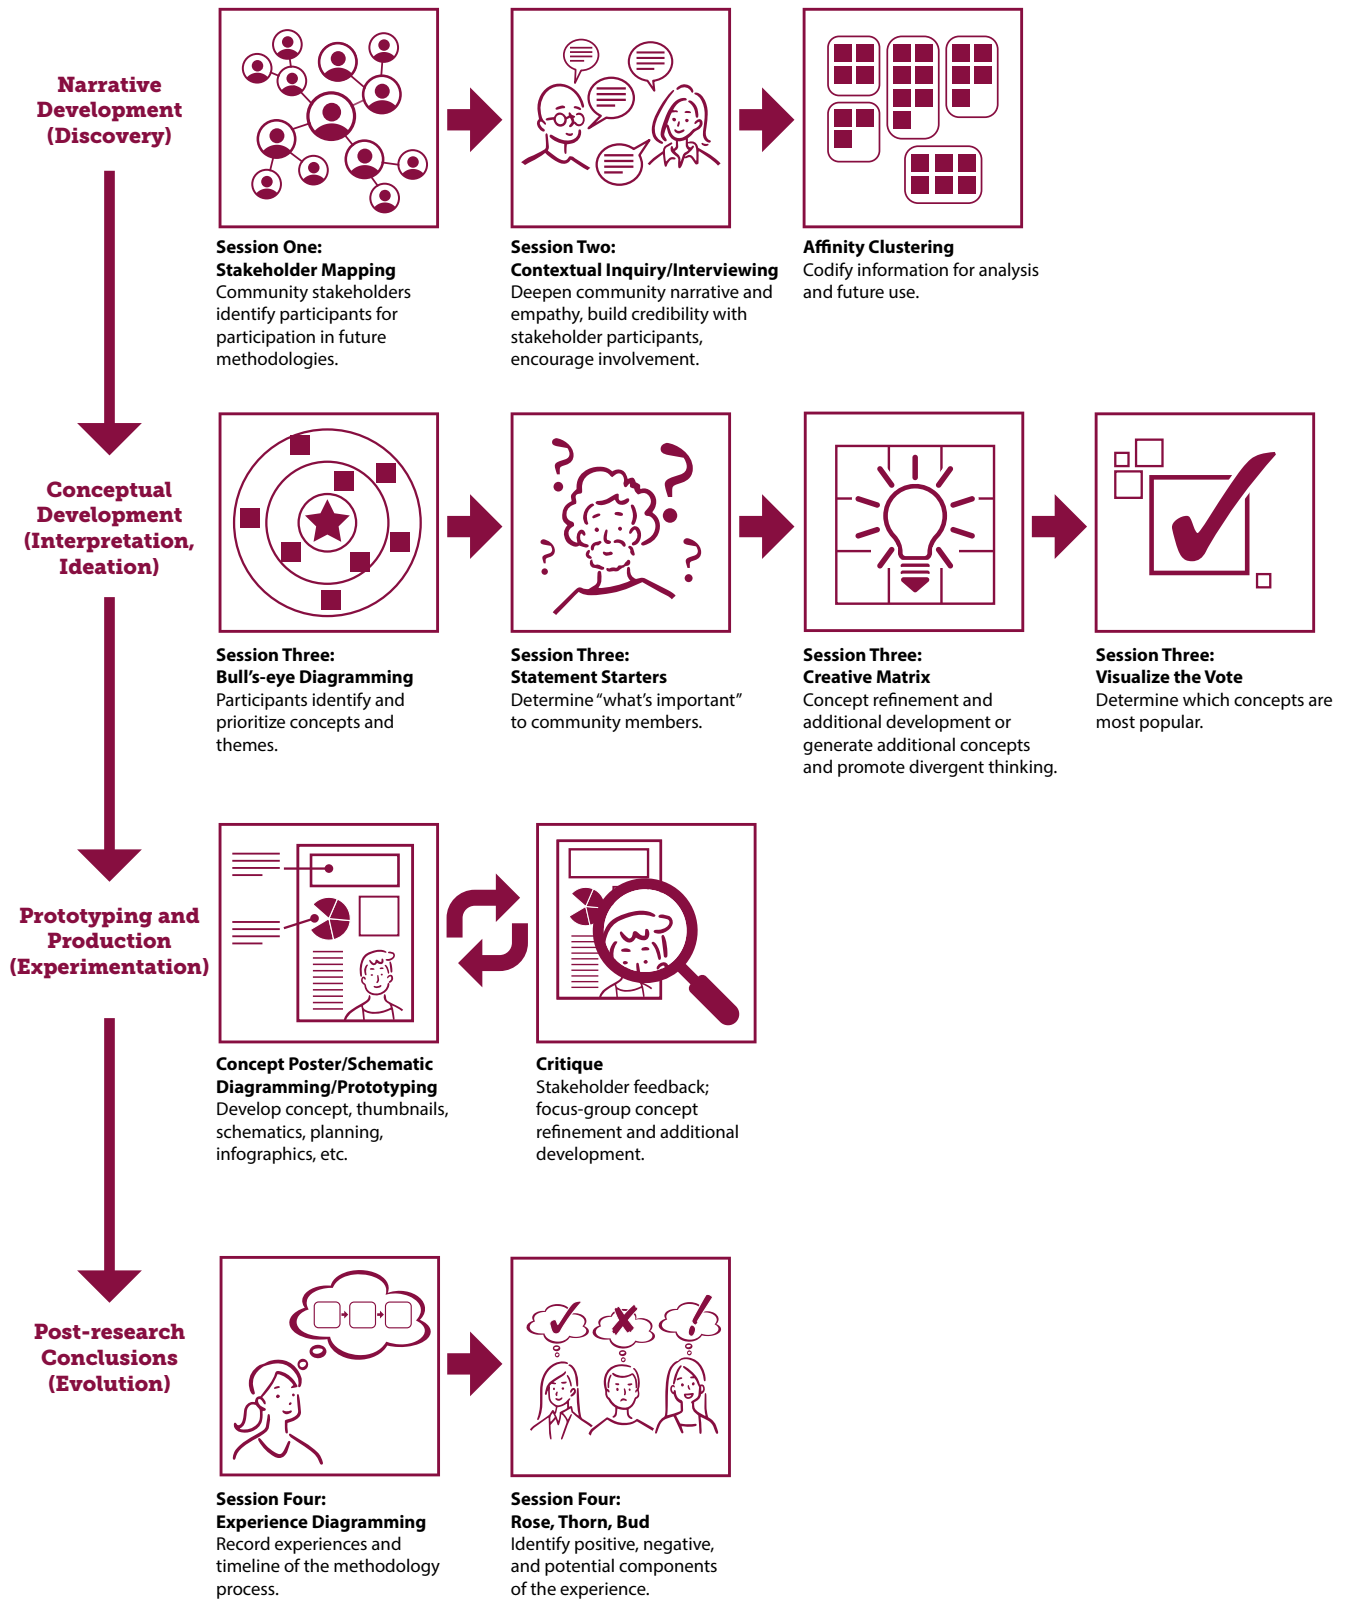 Narrative
Development
(Discovery)
Session One:
Stakeholder Mapping
Community stakeholders
identify participants for
participation in future
methodologies.
Session Two:
Contextual Inquiry/Interviewing
Deepen community narrative and
empathy, build credibility with
stakeholder participants,
encourage involvement.
Affinity Clustering
Codify information for analysis
and future use.
Conceptual
Development
(Interpretation,
Ideation)
Session Three:
Bull’s-eye Diagramming
Participants identify and
prioritize concepts and
themes.
Session Three:
Statement Starters
Determine “what’s important”
to community members.
Session Three:
Creative Matrix
Concept refinement and
additional development or
generate additional concepts
and promote divergent thinking.
Session Three:
Visualize the Vote
Determine which concepts are
most popular.
Prototyping and
Production
(Experimentation)
Concept Poster/Schematic
Diagramming/Prototyping
Develop concept, thumbnails,
schematics, planning,
infographics, etc.
Critique
Stakeholder feedback;
focus-group concept
refinement and additional
development.
Post-research
Conclusions
(Evolution)
Session Four:
Experience Diagramming
Record experiences and
timeline of the methodology
process.
Session Four:
Rose, Thorn, Bud
Identify positive, negative,
and potential components
of the experience.